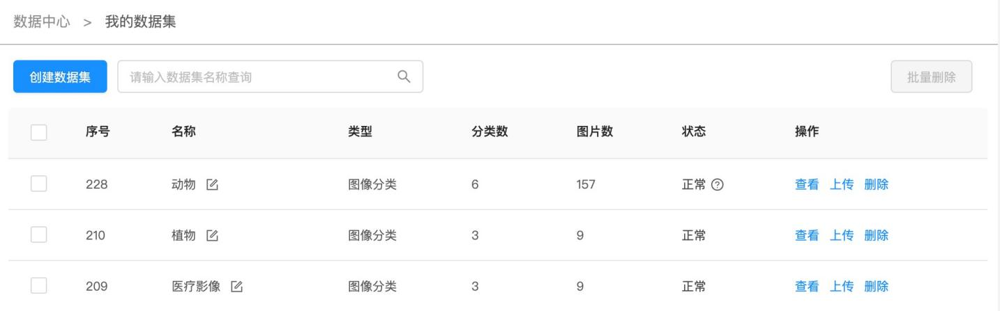 数据中心 > 我的数据集
创建数据集 请输入数据集名称查询 批量删除
序号 名称 类型 分类数 图片数 状态 操作
228 动物 图像分类 6 157 正常 查看 上传 删除
210 植物 图像分类 3 9 正常 查看 上传 删除
209 医疗影像 图像分类 3 9 正常 查看 上传 删除